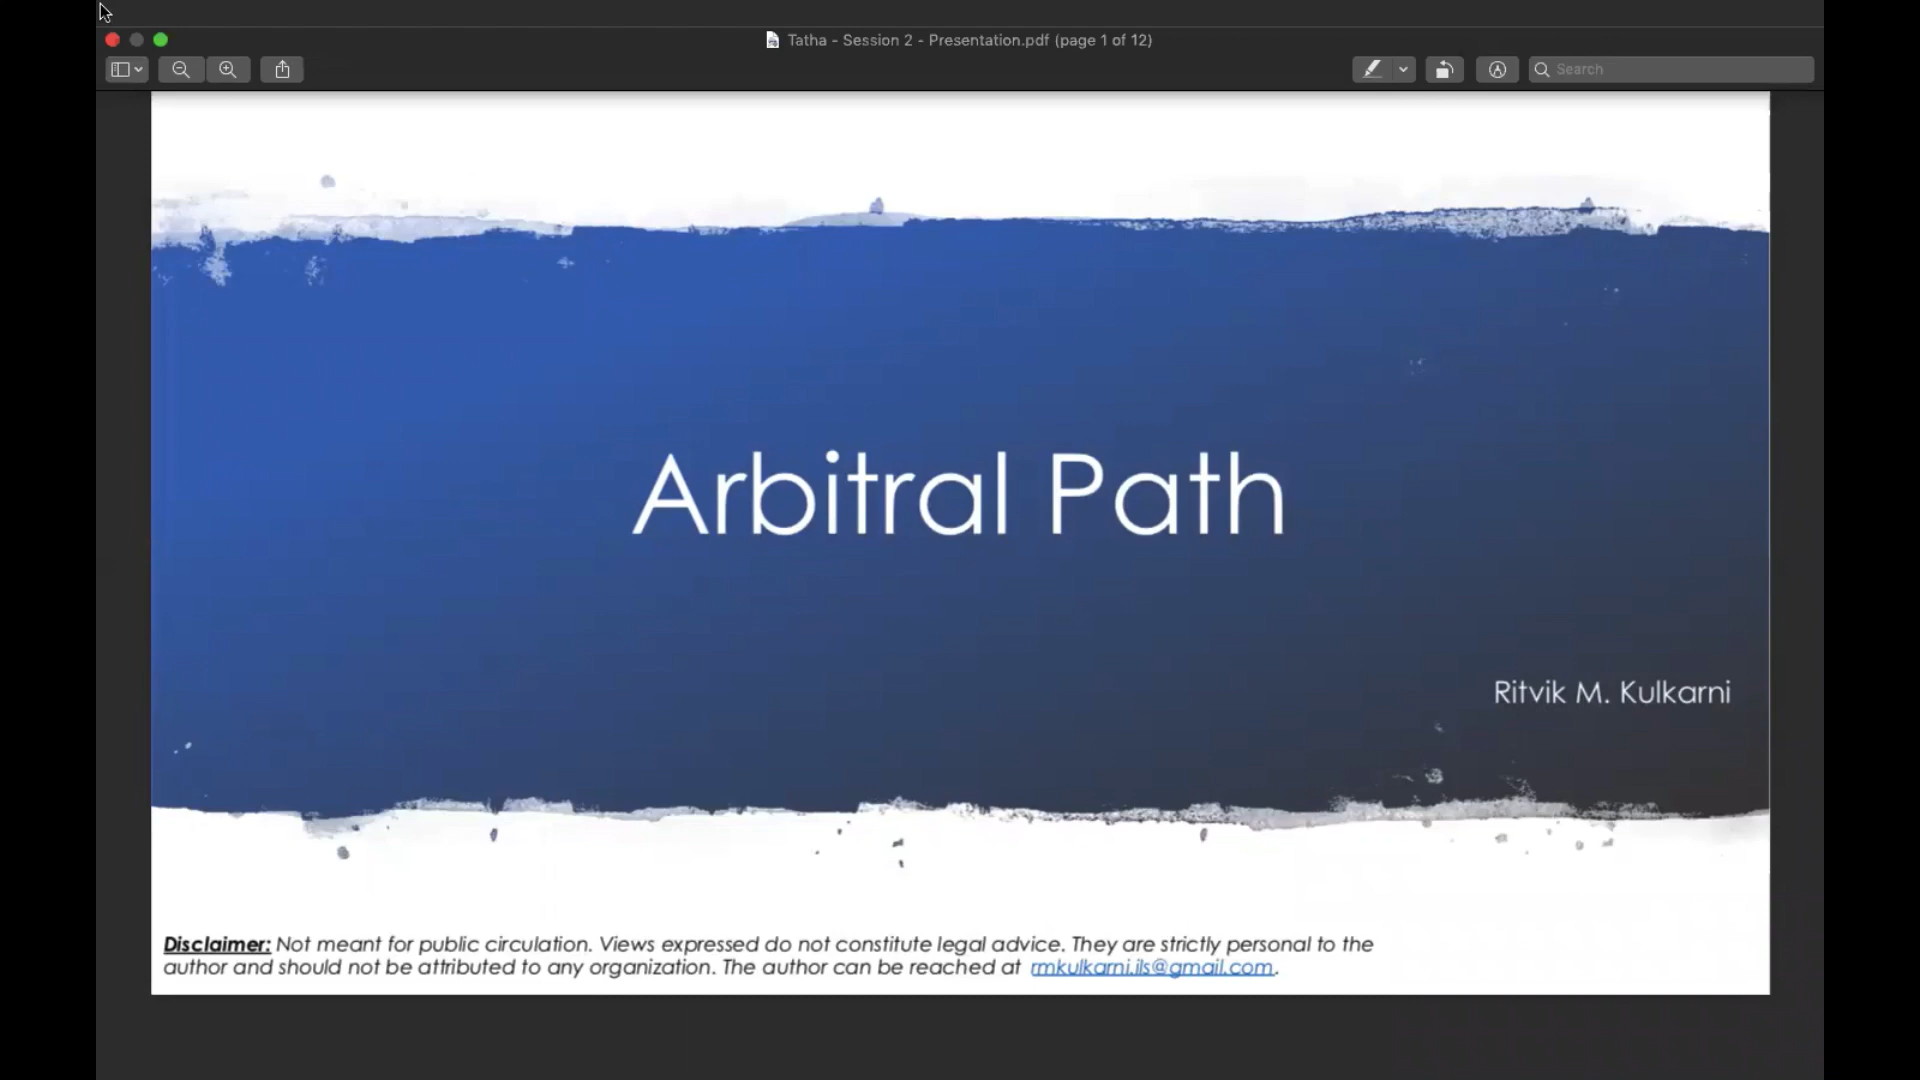 Tatha - Session 2 - Presentation.pdf (page 1 of 12)
Search
Arbitral Path
Ritvik M. Kulkarni
Disclaimer: Not meant for public circulation. Views expressed do not constitute legal advice. They are strictly personal to the
author and should not be attributed to any organization. The author can be reached at rmkulkarni.ils@gmail.com.